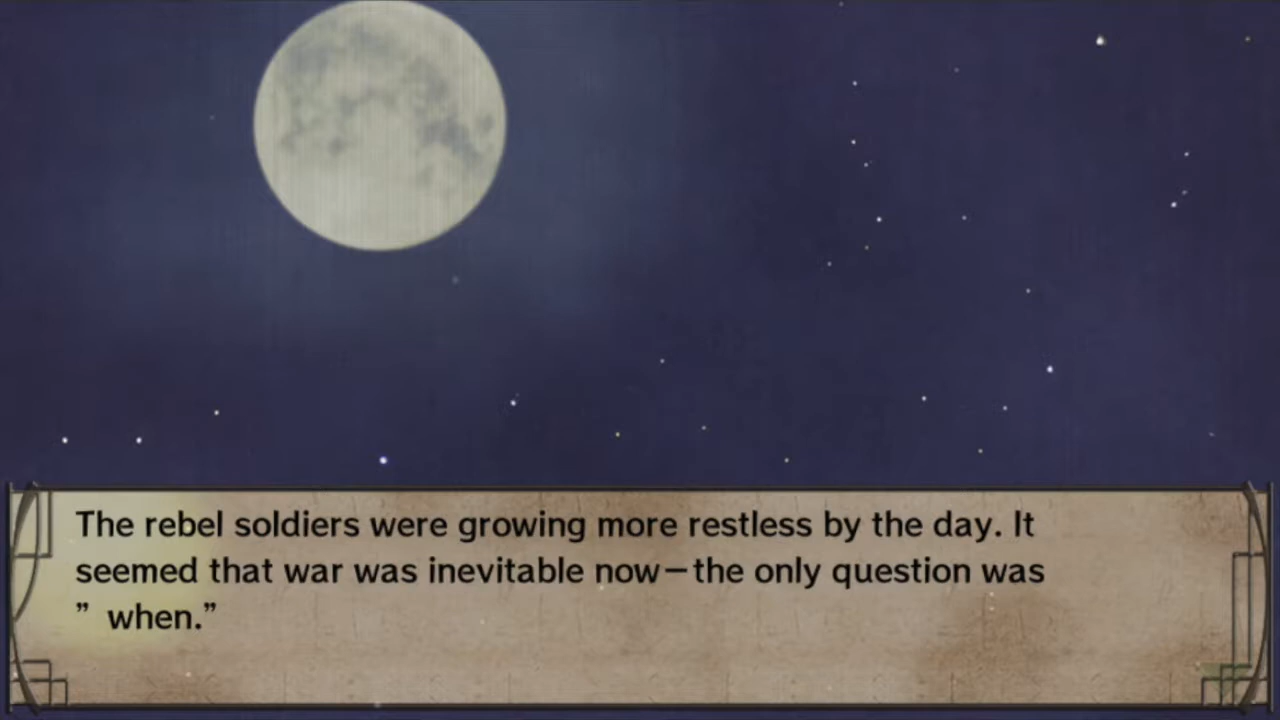 The rebel soldiers were growing more restless by the day. It
seemed that war was inevitable now—the only question was
” when.”